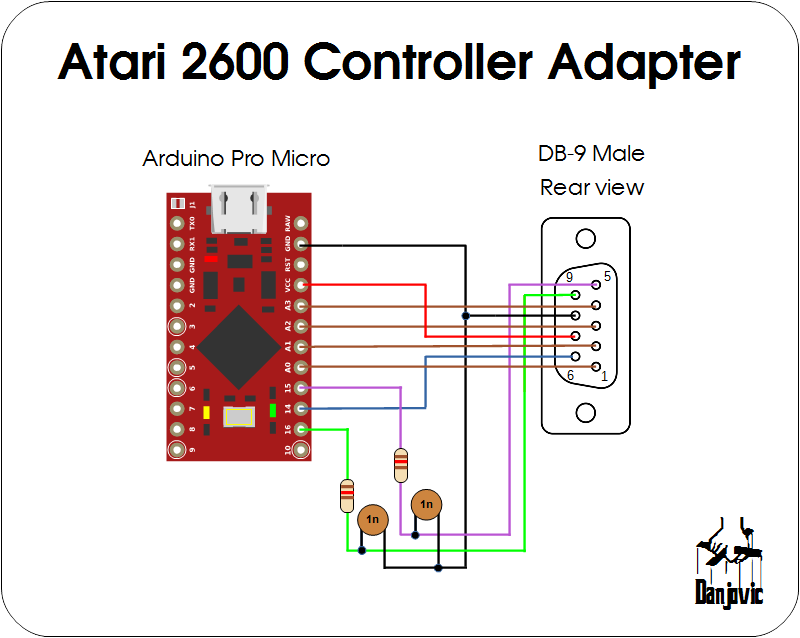 Atari 2600 Controller Adapter
Arduino Pro Micro
DB-9 Male
Rear view
J1
TX0
RX1
GND
GND
2
3
4
5
6
7
8
9
RAW
GND
RST
VCC
A3
A2
A1
A0
15
14
16
10
9
5
6
1
1n
1n
Danjovic